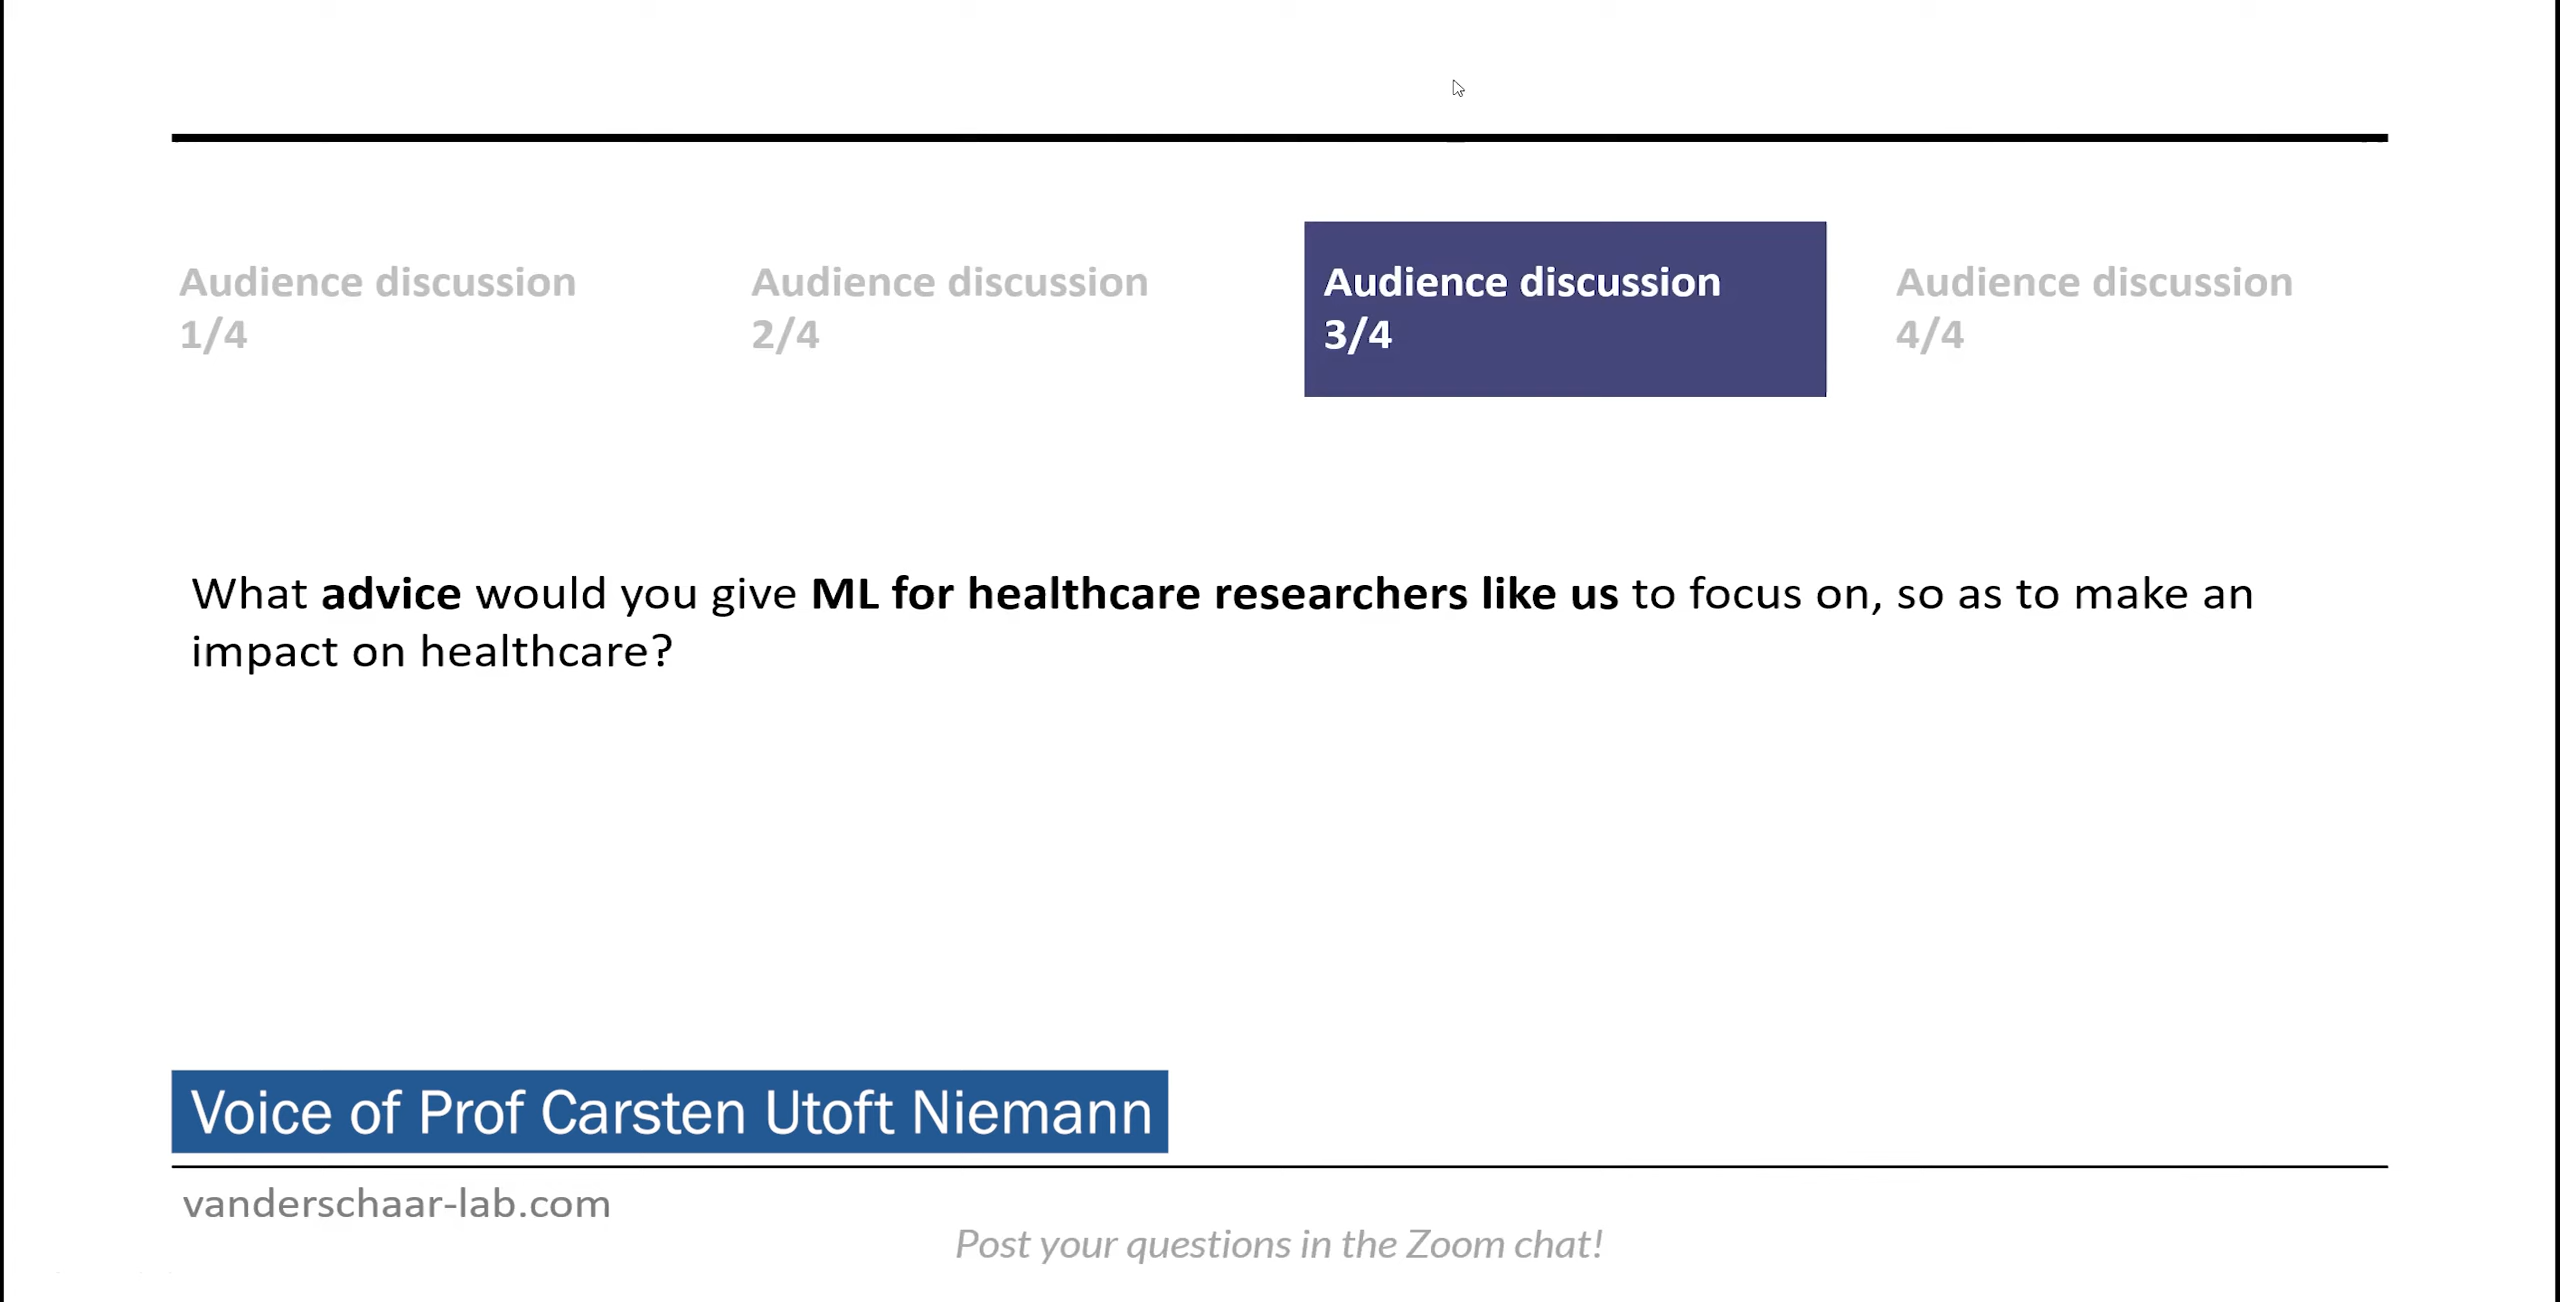 Audience discussion
1/4
Audience discussion
2/4
Audience discussion
3/4
Audience discussion
4/4
What advice would you give ML for healthcare researchers like us to focus on, so as to make an
impact on healthcare?
Voice of Prof Carsten Utoft Niemann
vanderschaar-lab.com
Post your questions in the Zoom chat!